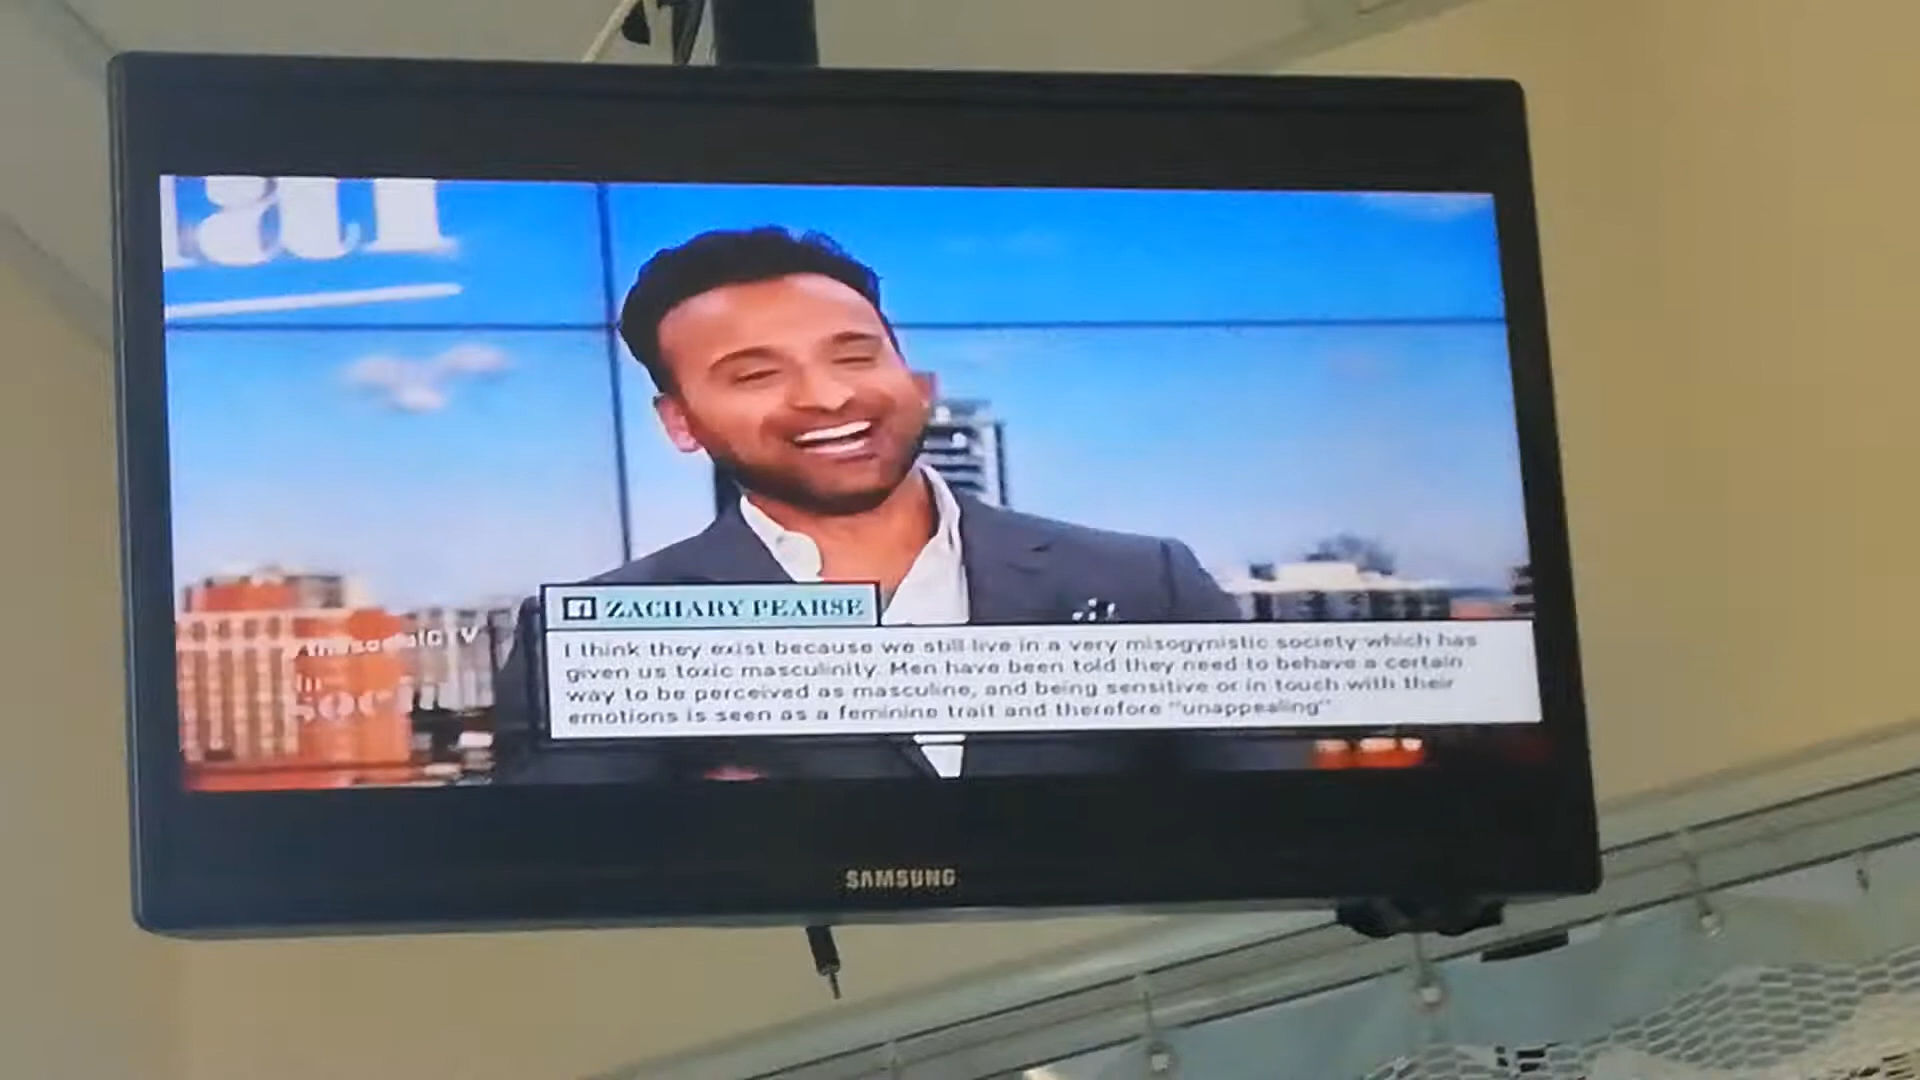 ZACHARY PEARSE
I think they exist because we still live in a very misogynistic society which has
given us toxic masculinity. Men have been told they need to behave a certain
way to be perceived as masculine, and being sensitive or in touch with their
emotions is seen as a feminine trait and therefore "unappealing"
SAMSUNG